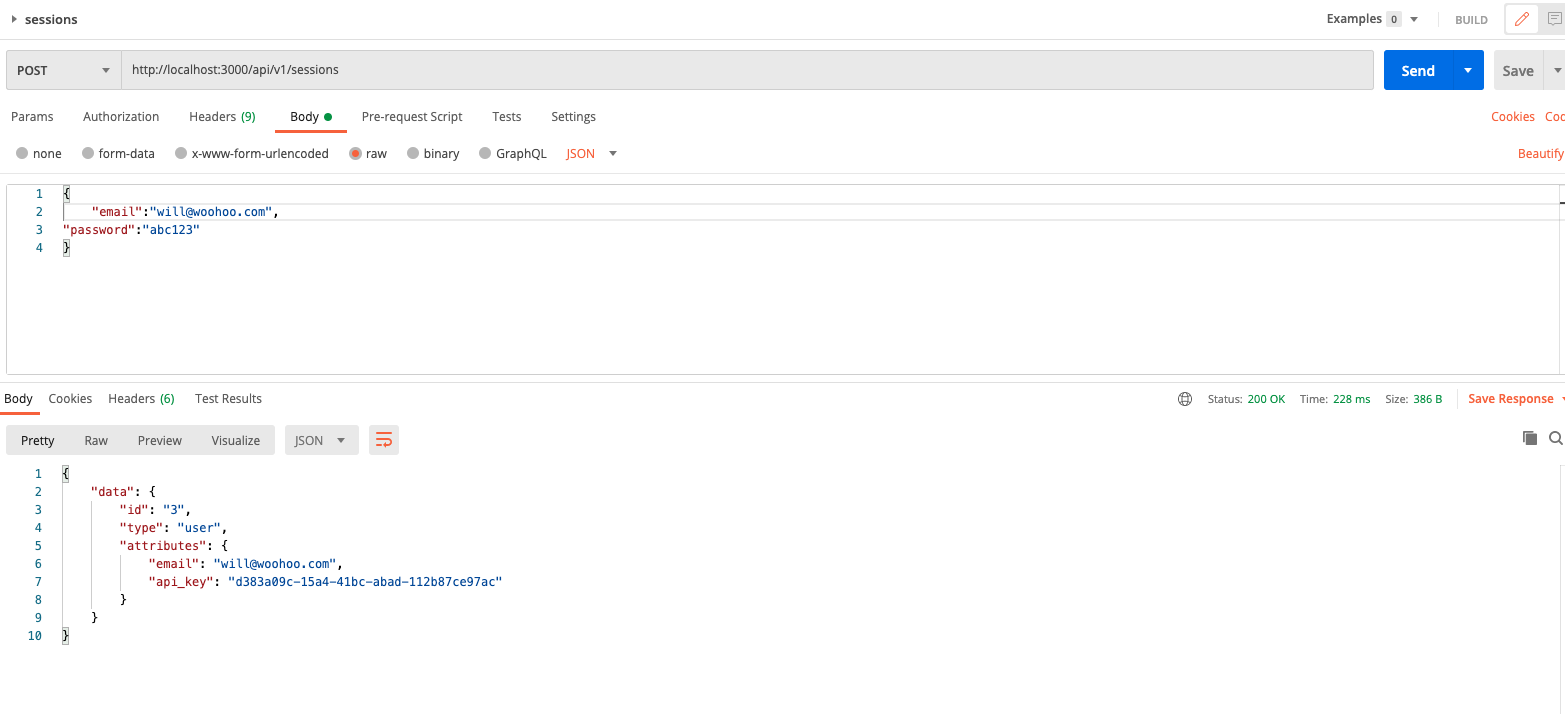 sessions Examples 0 BUILD
POST http://localhost:3000/api/v1/sessions Send Save
Params Authorization Headers (9) Body Pre-request Script Tests Settings Cookies Coc
none form-data x-www-form-urlencoded raw binary GraphQL JSON Beautify
1 {
2 "email":"will@woohoo.com",
3 "password":"abc123"
4 }
Body Cookies Headers (6) Test Results Status: 200 OK Time: 228 ms Size: 386 B Save Response
Pretty Raw Preview Visualize JSON
1 {
2 "data": {
3 "id": "3",
4 "type": "user",
5 "attributes": {
6 "email": "will@woohoo.com",
7 "api_key": "d383a09c-15a4-41bc-abad-112b87ce97ac"
8 }
9 }
10 }